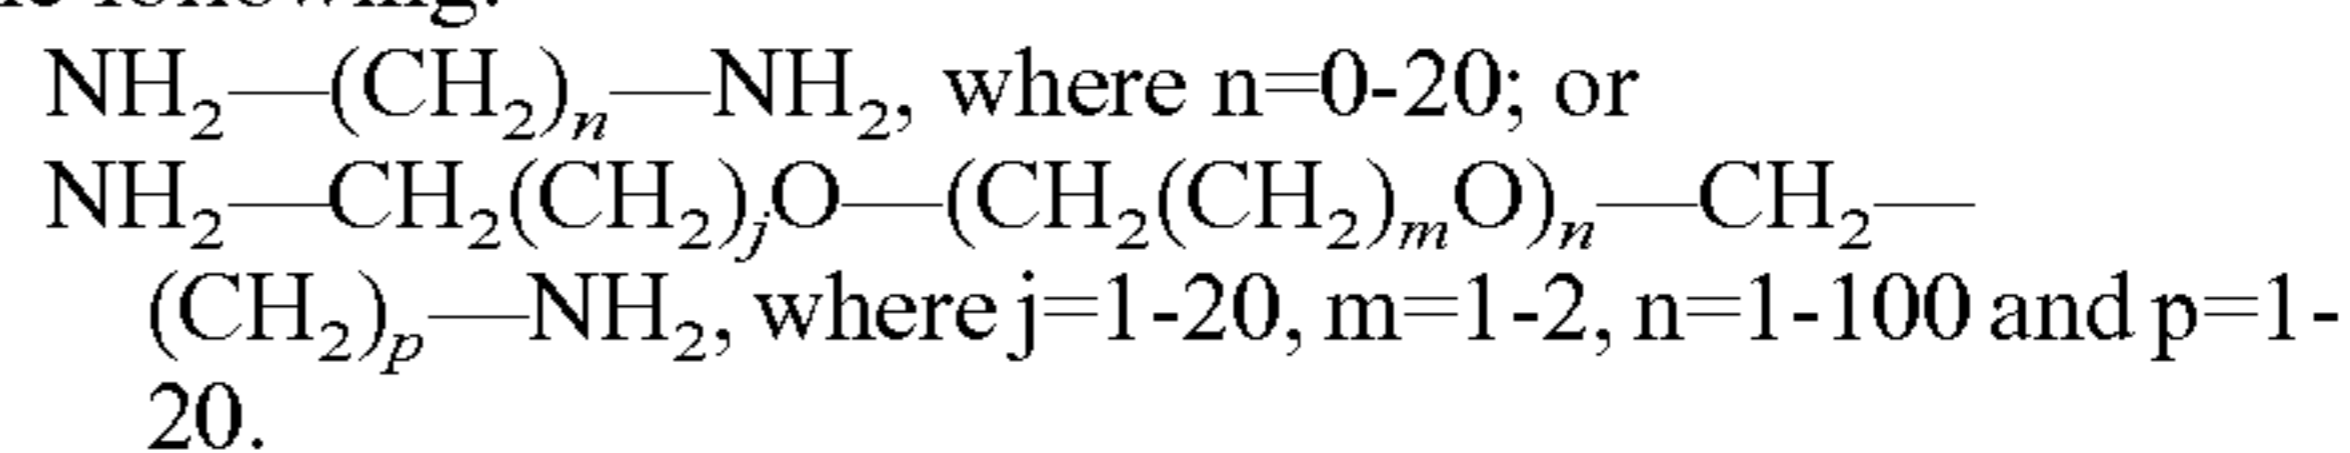 following:
NH₂—(CH₂)ₙ—NH₂, where n=0-20; or
NH₂—CH₂(CH₂)ⱼO—(CH₂(CH₂)ₘO)ₙ—CH₂—
(CH₂)ₚ—NH₂, where j=1-20, m=1-2, n=1-100 and p=1-
20.